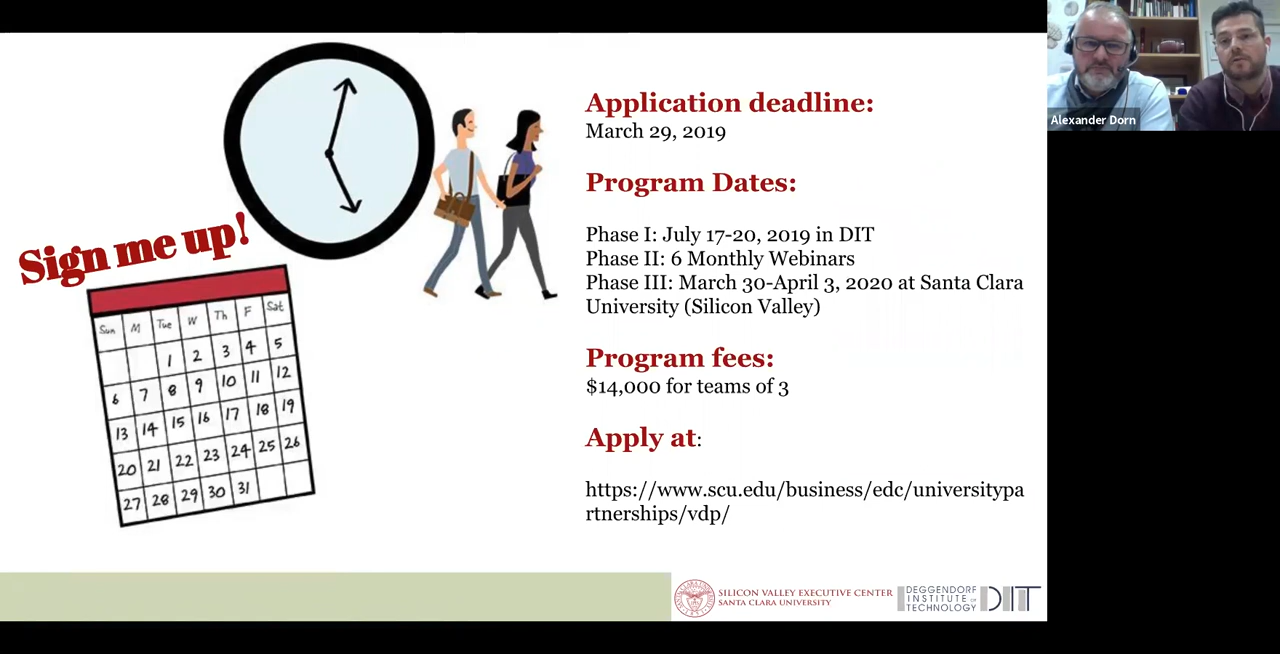 Application deadline:
March 29, 2019
Program Dates:
Phase I: July 17-20, 2019 in DIT
Phase II: 6 Monthly Webinars
Phase III: March 30-April 3, 2020 at Santa Clara
University (Silicon Valley)
Program fees:
$14,000 for teams of 3
Apply at:
https://www.scu.edu/business/edc/universitypa
rtnerships/vdp/
Sign me up!
Sun M Tue W Th F Sat
1 2 3 4 5
6 7 8 9 10 11 12
13 14 15 16 17 18 19
20 21 22 23 24 25 26
27 28 29 30 31
Alexander Dorn
SILICON VALLEY EXECUTIVE CENTER
SANTA CLARA UNIVERSITY
DEGGENDORF
INSTITUTE OF
TECHNOLOGY
DIT